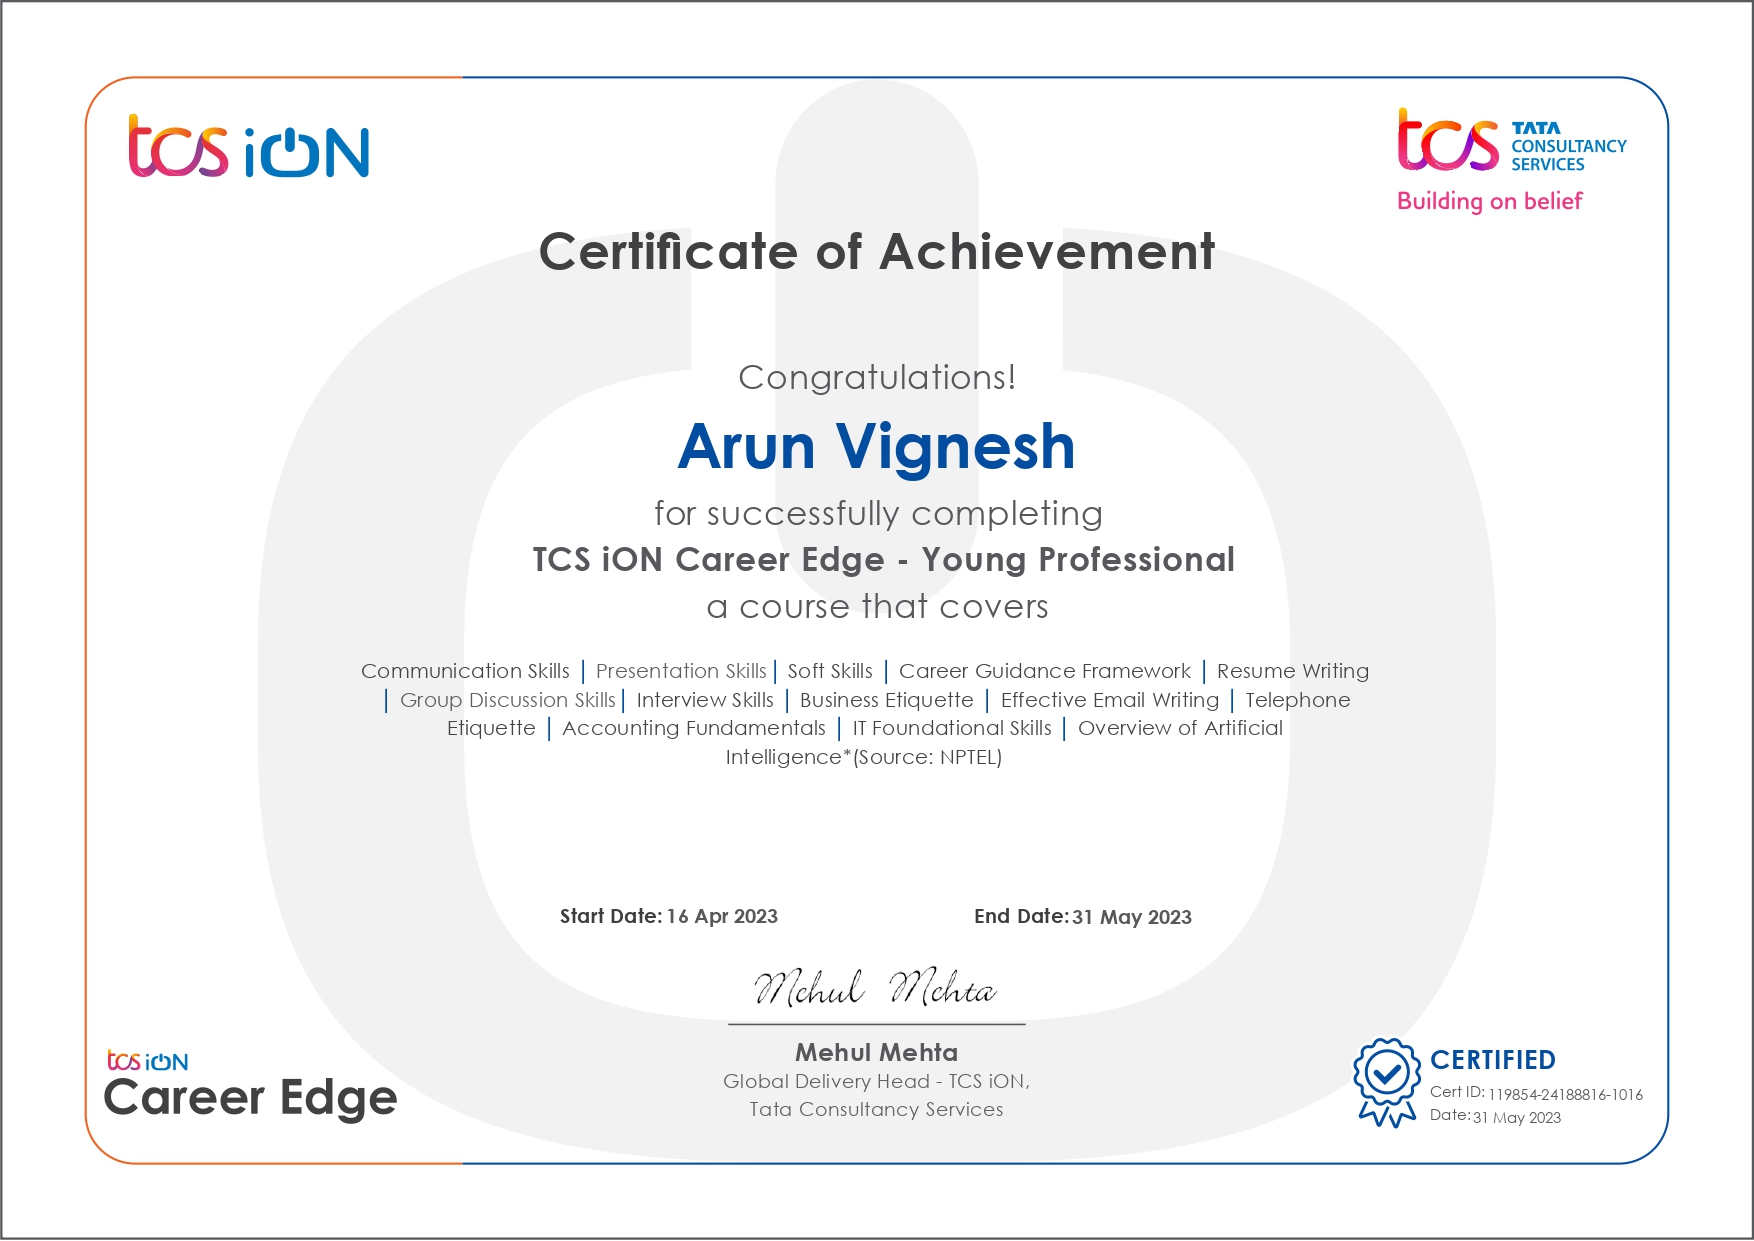 tcs iON
tcs TATA
CONSULTANCY
SERVICES
Building on belief
Certificate of Achievement
Congratulations!
Arun Vignesh
for successfully completing
TCS iON Career Edge - Young Professional
a course that covers
Communication Skills | Presentation Skills | Soft Skills | Career Guidance Framework | Resume Writing
| Group Discussion Skills | Interview Skills | Business Etiquette | Effective Email Writing | Telephone
Etiquette | Accounting Fundamentals | IT Foundational Skills | Overview of Artificial
Intelligence*(Source: NPTEL)
Start Date: 16 Apr 2023 End Date: 31 May 2023
Mehul Mehta
Mehul Mehta
Global Delivery Head - TCS iON,
Tata Consultancy Services
tcs iON
Career Edge
CERTIFIED
Cert ID: 119854-24188816-1016
Date: 31 May 2023